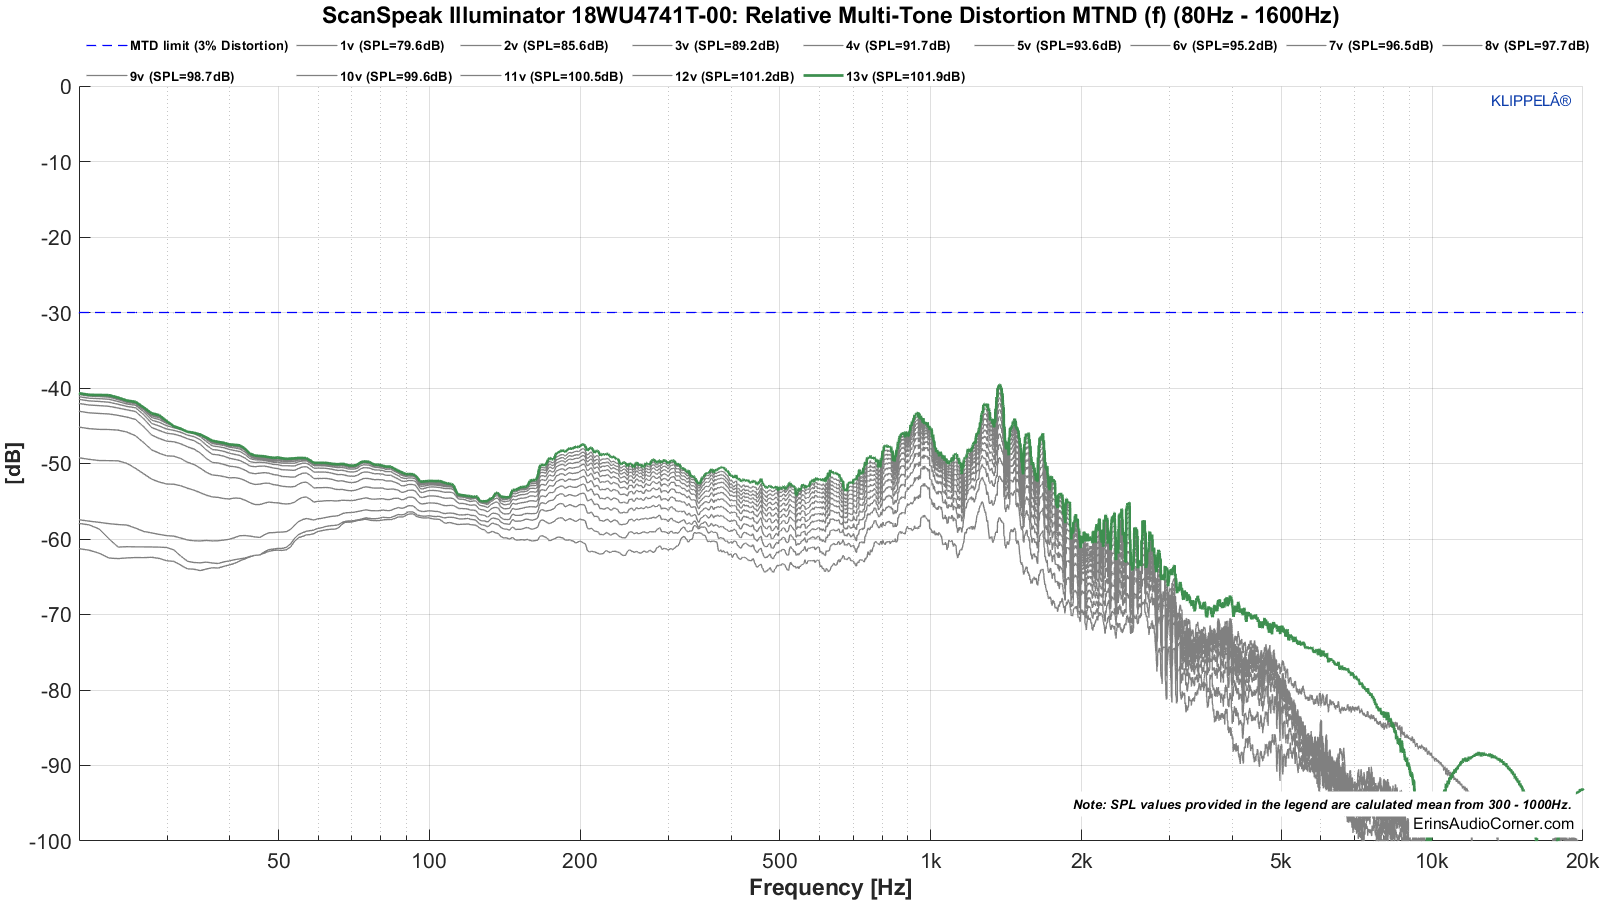 ScanSpeak Illuminator 18WU4741T-00: Relative Multi-Tone Distortion MTND (f) (80Hz - 1600Hz)
MTD limit (3% Distortion) 1v (SPL=79.6dB) 2v (SPL=85.6dB) 3v (SPL=89.2dB) 4v (SPL=91.7dB) 5v (SPL=93.6dB) 6v (SPL=95.2dB) 7v (SPL=96.5dB) 8v (SPL=97.7dB)
9v (SPL=98.7dB) 10v (SPL=99.6dB) 11v (SPL=100.5dB) 12v (SPL=101.2dB) 13v (SPL=101.9dB)
0
KLIPPELÂ®
-10
-20
-30
-40
[dB]
-50
-60
-70
-80
-90
-100
Note: SPL values provided in the legend are calulated mean from 300 - 1000Hz.
ErinsAudioCorner.com
50 100 200 500 1k 2k 5k 10k 20k
Frequency [Hz]